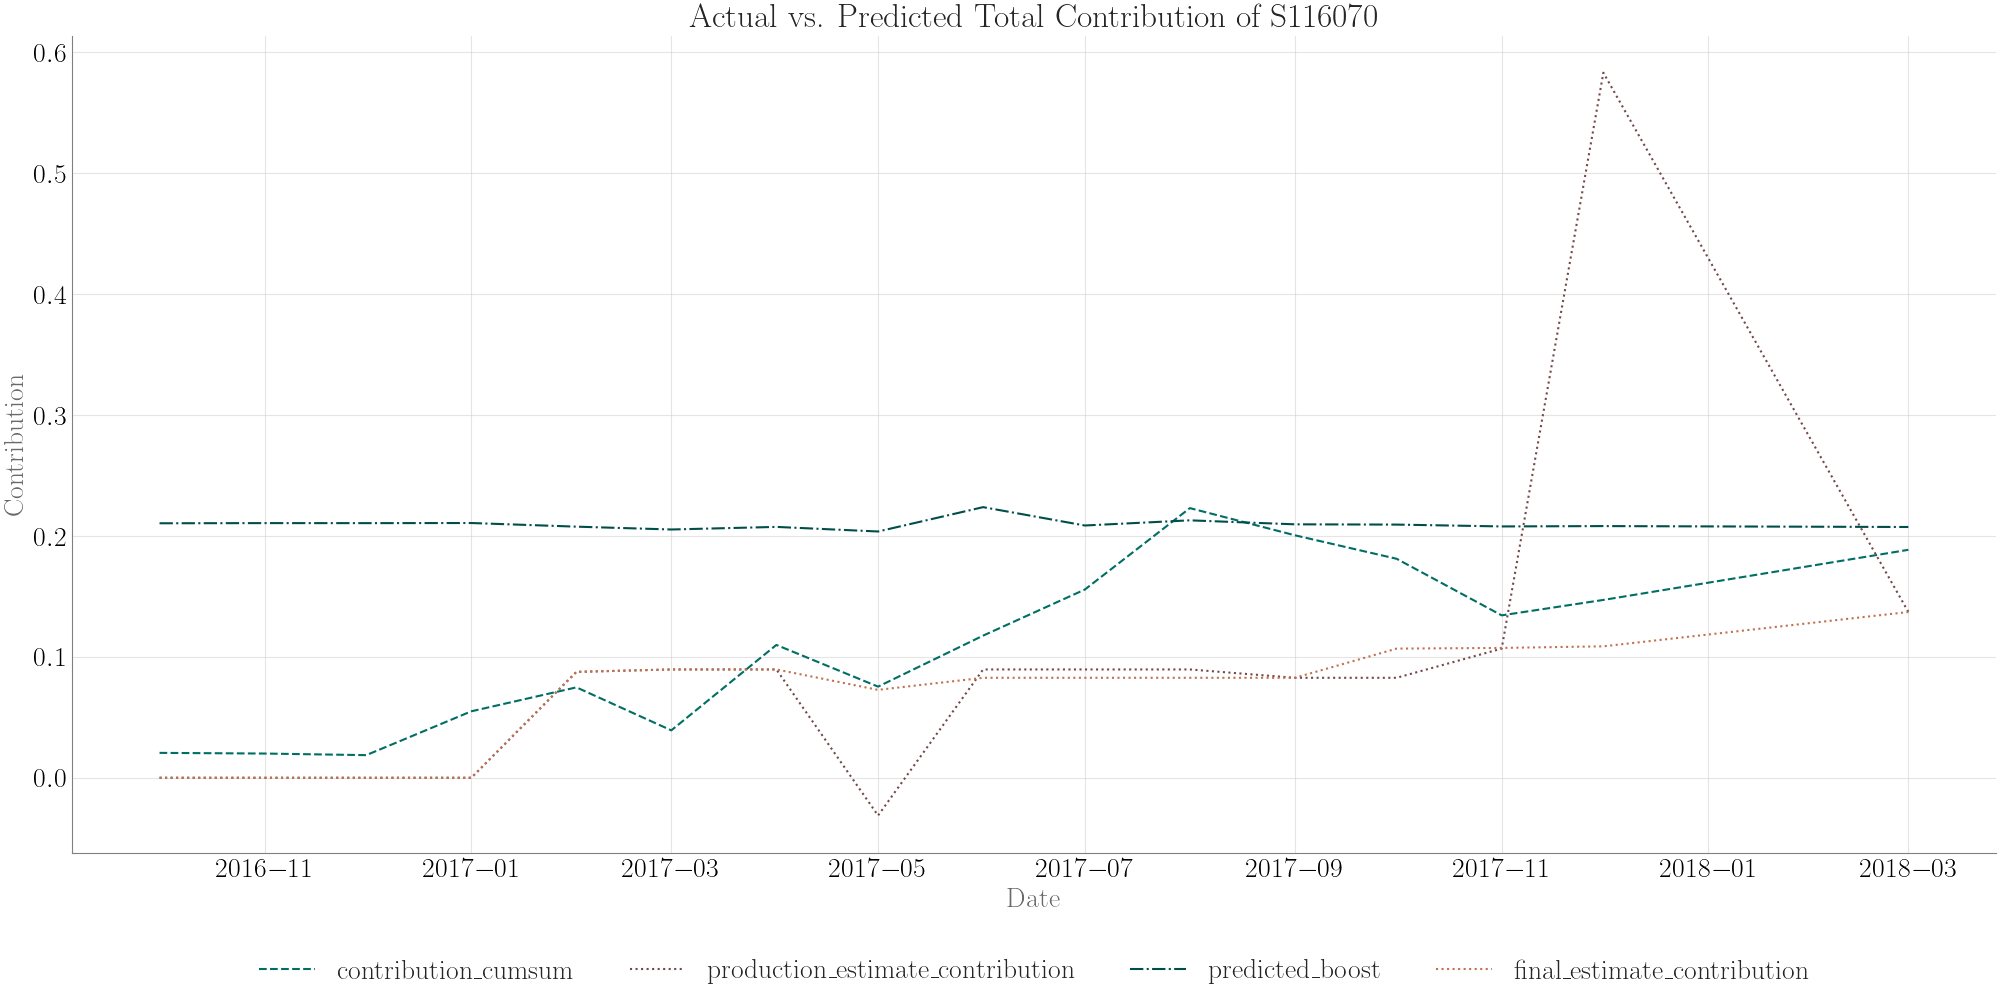 Actual vs. Predicted Total Contribution of S116070
0.6
0.5
0.4
0.3
0.2
0.1
0.0
Contribution
2016–11 2017–01 2017–03 2017–05 2017–07 2017–09 2017–11 2018–01 2018–03
Date
contribution_cumsum production_estimate_contribution predicted_boost final_estimate_contribution